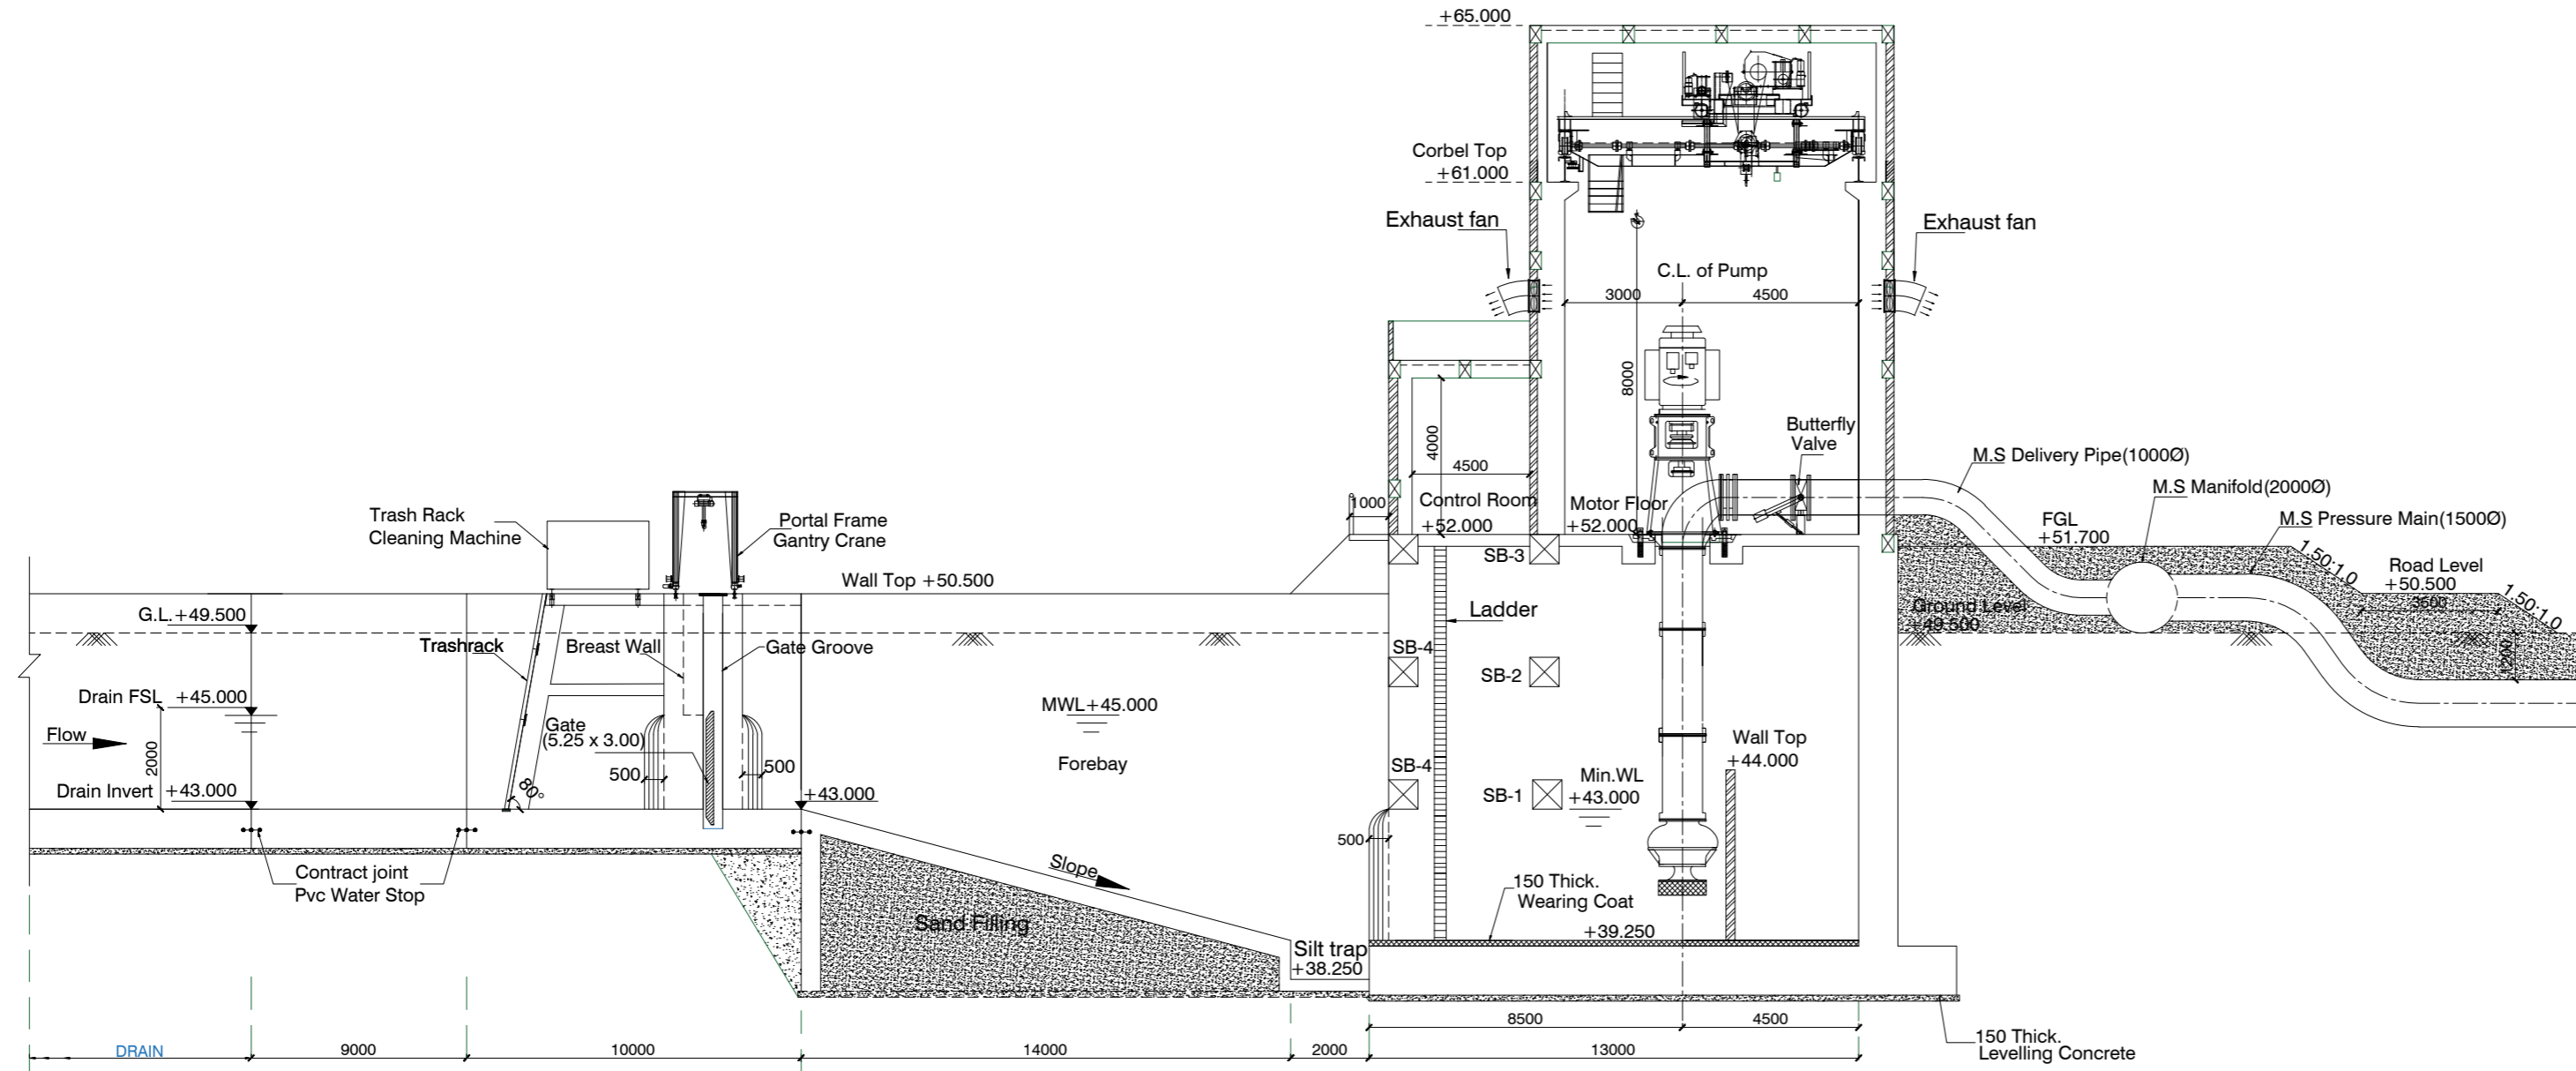 +65.000
Corbel Top
+61.000
Exhaust fan
Exhaust fan
C.L. of Pump
3000
4500
8000
4000
4500
1000
Control Room
+52.000
Motor Floor
+52.000
Butterfly
Valve
M.S Delivery Pipe(1000Ø)
M.S Manifold(2000Ø)
M.S Pressure Main(1500Ø)
FGL
+51.700
1.50:1.0
Road Level
+50.500
3500
1.50:1.0
Ground Level
+49.500
1200
Trash Rack
Cleaning Machine
Portal Frame
Gantry Crane
Wall Top +50.500
G.L.+49.500
Trashrack
Breast Wall
Gate Groove
Drain FSL +45.000
Flow
2000
Drain Invert +43.000
Gate
(5.25 x 3.00)
500
500
80°
+43.000
MWL+45.000
Forebay
SB-3
Ladder
SB-4
SB-2
SB-4
SB-1
Min.WL
+43.000
Wall Top
+44.000
500
150 Thick.
Wearing Coat
+39.250
Contract joint
Pvc Water Stop
Slope
Sand Filling
Silt trap
+38.250
8500
4500
DRAIN
9000
10000
14000
2000
13000
150 Thick.
Levelling Concrete